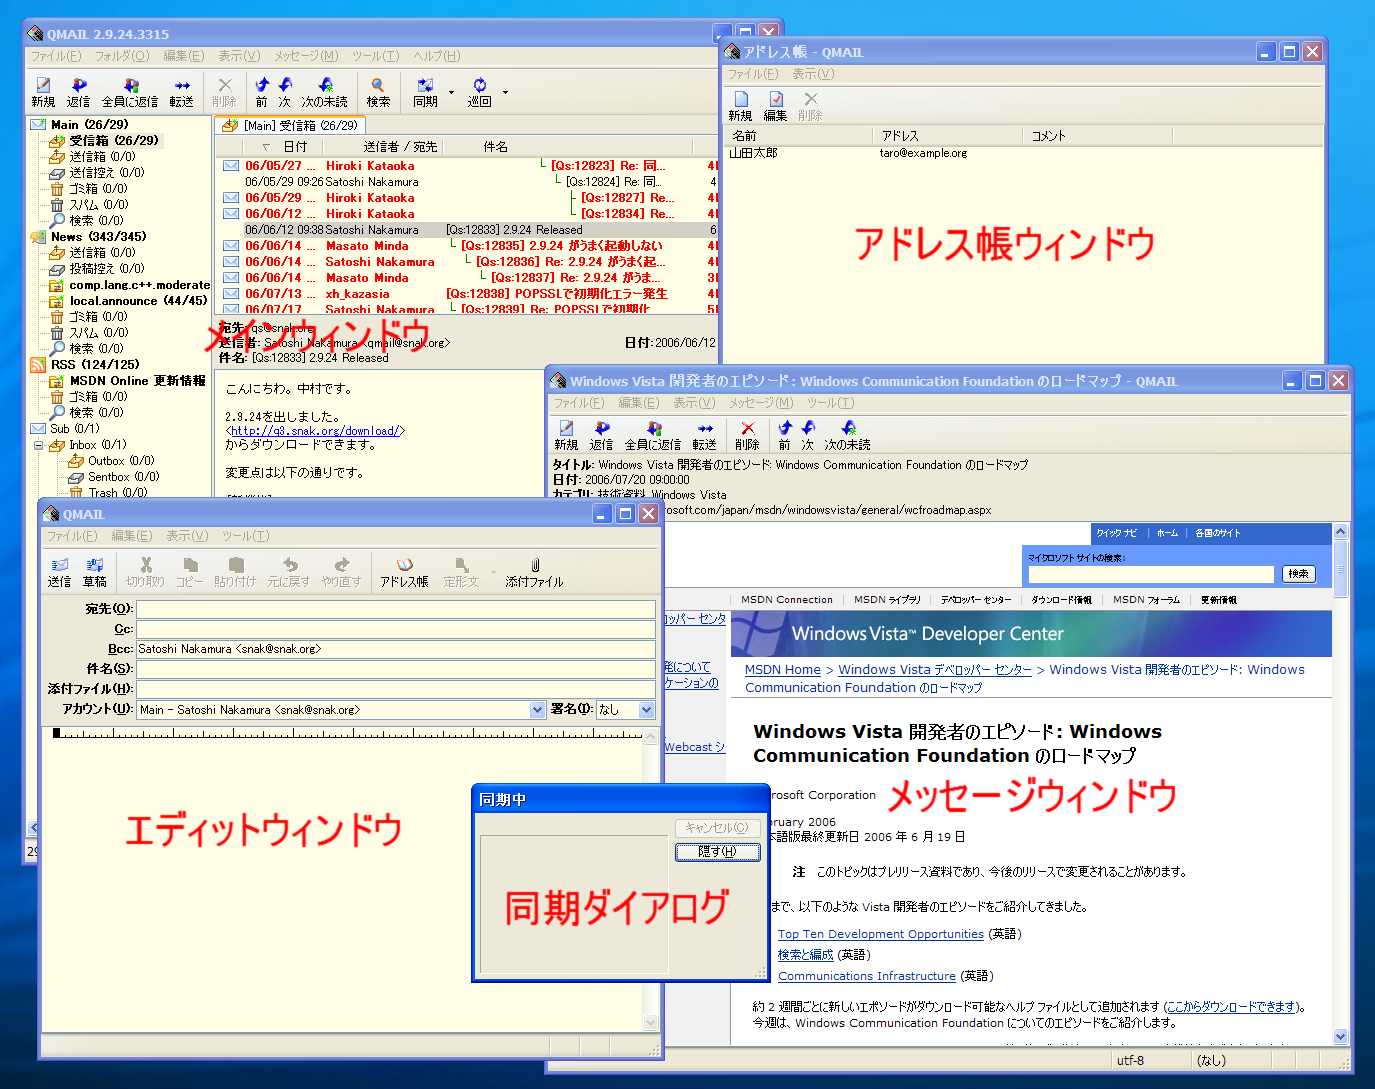 QMAIL 2.9.24.3315
ファイル(F) フォルダ(O) 編集(E) 表示(V) メッセージ(M) ツール(T) ヘルプ(H)
新規 返信 全員に返信 転送 削除 前 次 次の未読 検索 同期 巡回
Main (26/29)
受信箱 (26/29)
送信箱 (0/0)
送信控え (0/0)
ゴミ箱 (0/0)
スパム (0/0)
検索 (0/0)
News (343/345)
送信箱 (0/0)
投稿控え (0/0)
comp.lang.c++.moderate
local.announce (44/45)
ゴミ箱 (0/0)
スパム (0/0)
検索 (0/0)
RSS (124/125)
MSDN Online 更新情報
ゴミ箱 (0/0)
検索 (0/0)
Sub (0/1)
Inbox (0/1)
Outbox (0/0)
Sentbox (0/0)
Trash (0/0)
[Main] 受信箱 (26/29)
日付 送信者 / 宛先 件名
06/05/27 ... Hiroki Kataoka [Qs:12823] Re: 同...
06/05/29 09:26 Satoshi Nakamura [Qs:12824] Re: 同...
06/05/29 ... Hiroki Kataoka [Qs:12827] Re...
06/06/12 ... Hiroki Kataoka [Qs:12834] Re...
06/06/12 09:38 Satoshi Nakamura [Qs:12833] 2.9.24 Released
06/06/14 ... Masato Minda [Qs:12835] 2.9.24 がうまく起動しない
06/06/14 ... Satoshi Nakamura [Qs:12836] Re: 2.9.24 がうまく起...
06/06/14 ... Masato Minda [Qs:12837] Re: 2.9.24 がうま...
06/07/13 ... xh_kazasia [Qs:12838] POPSSLで初期化エラー発生
06/07/17 Satoshi Nakamura [Qs:12839] Re: POPSSLで初期化
宛先: qs@snak.org
送信者: Satoshi Nakamura <qmail@snak.org> 日付: 2006/06/12
件名: [Qs:12833] 2.9.24 Released
メインウィンドウ
こんにちわ。中村です。
2.9.24を出しました。
<http://q3.snak.org/download/>
からダウンロードできます。
変更点は以下の通りです。
29
アドレス帳 - QMAIL
ファイル(F) 表示(V)
新規 編集 削除
名前 アドレス コメント
山田太郎 taro@example.org
アドレス帳ウィンドウ
Windows Vista 開発者のエピソード: Windows Communication Foundation のロードマップ - QMAIL
ファイル(F) 編集(E) 表示(V) メッセージ(M) ツール(T)
新規 返信 全員に返信 転送 削除 前 次 次の未読
タイトル: Windows Vista 開発者のエピソード: Windows Communication Foundation のロードマップ
日付: 2006/07/20 09:00:00
カテゴリ: 技術資料, Windows Vista
rosoft.com/japan/msdn/windowsvista/general/wcfroadmap.aspx
クイック ナビ | ホーム | 各国のサイト
マイクロソフト サイトの検索:
検索
| MSDN Connection | MSDN ライブラリ | デベロッパー センター | ダウンロード情報 | MSDN フォーラム | 更新情報
ロッパー センタ
発について
ケーションの
Webcast シ
Windows Vista™ Developer Center
MSDN Home > Windows Vista デベロッパー センター > Windows Vista 開発者のエピソード: Windows
Communication Foundation のロードマップ
Windows Vista 開発者のエピソード: Windows
Communication Foundation のロードマップ
rosoft Corporation
メッセージウィンドウ
ruary 2006
本語版最終更新日 2006 年 6 月 19 日
注 このトピックはプレリリース資料であり、今後のリリースで変更されることがあります。
まで、以下のような Vista 開発者のエピソードをご紹介してきました。
Top Ten Development Opportunities (英語)
検索と編成 (英語)
Communications Infrastructure (英語)
約 2 週間ごとに新しいエピソードがダウンロード可能なヘルプ ファイルとして追加されます (ここからダウンロードできます)。
今週は、Windows Communication Foundation についてのエピソードをご紹介します。
utf-8 (なし)
QMAIL
ファイル(F) 編集(E) 表示(V) ツール(T)
送信 草稿 切り取り コピー 貼り付け 元に戻す やり直す アドレス帳 定形文 添付ファイル
宛先(O):
Cc:
Bcc: Satoshi Nakamura <snak@snak.org>
件名(S):
添付ファイル(H):
アカウント(U): Main - Satoshi Nakamura <snak@snak.org> 署名(I): なし
エディットウィンドウ
同期中
キャンセル(C)
隠す(H)
同期ダイアログ